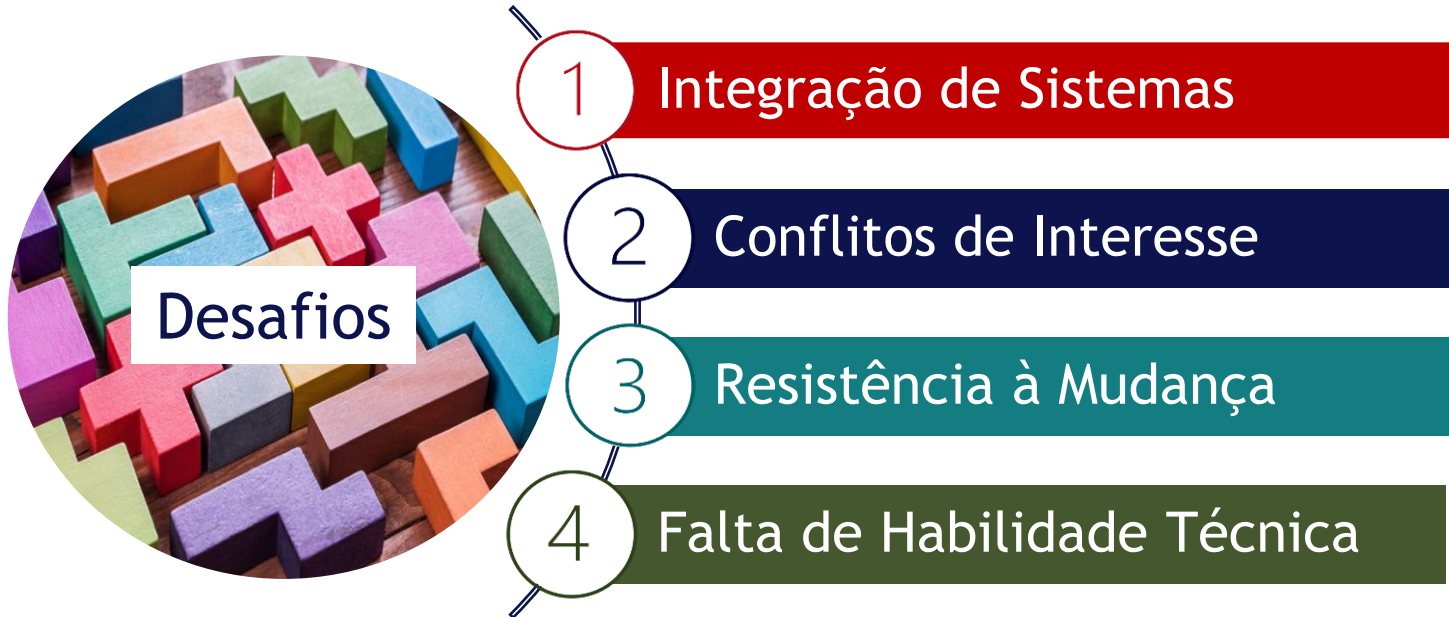 Desafios
1
Integração de Sistemas
2
Conflitos de Interesse
3
Resistência à Mudança
4
Falta de Habilidade Técnica